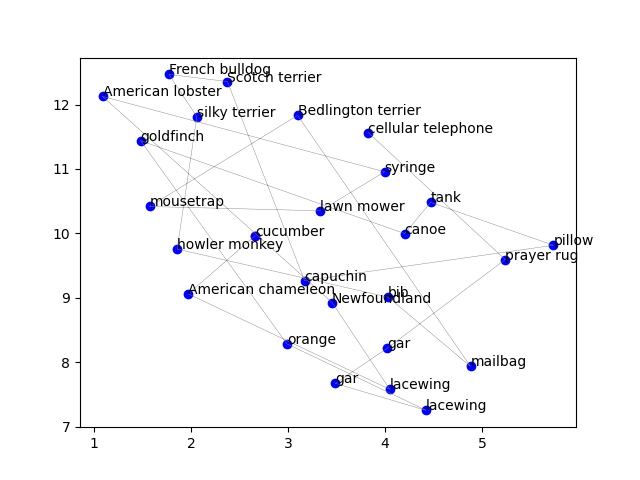 French bulldog
Scotch terrier
American lobster
silky terrier
Bedlington terrier
cellular telephone
goldfinch
syringe
mousetrap
lawn mower
tank
cucumber
canoe
howler monkey
pillow
prayer rug
capuchin
American chameleon
bib
Newfoundland
orange
gar
mailbag
gar
lacewing
lacewing
12
11
10
9
8
7
1
2
3
4
5